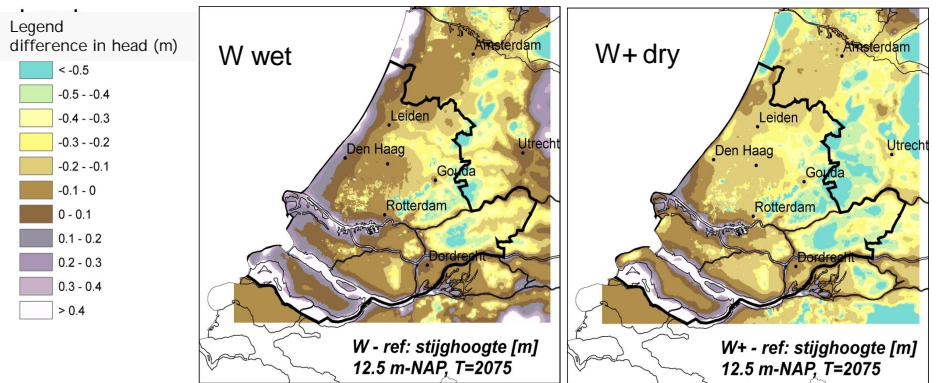 Legend
difference in head (m)
< -0.5
-0.5 - -0.4
-0.4 - -0.3
-0.3 - -0.2
-0.2 - -0.1
-0.1 - 0
0 - 0.1
0.1 - 0.2
0.2 - 0.3
0.3 - 0.4
> 0.4
W wet
Amsterdam
Leiden
Den Haag
Utrecht
Gouda
Rotterdam
Dordrecht
W - ref: stijghoogte [m]
12.5 m-NAP, T=2075
W+ dry
Amsterdam
Leiden
Den Haag
Utrecht
Gouda
Rotterdam
Dordrecht
W+ - ref: stijghoogte [m]
12.5 m-NAP, T=2075